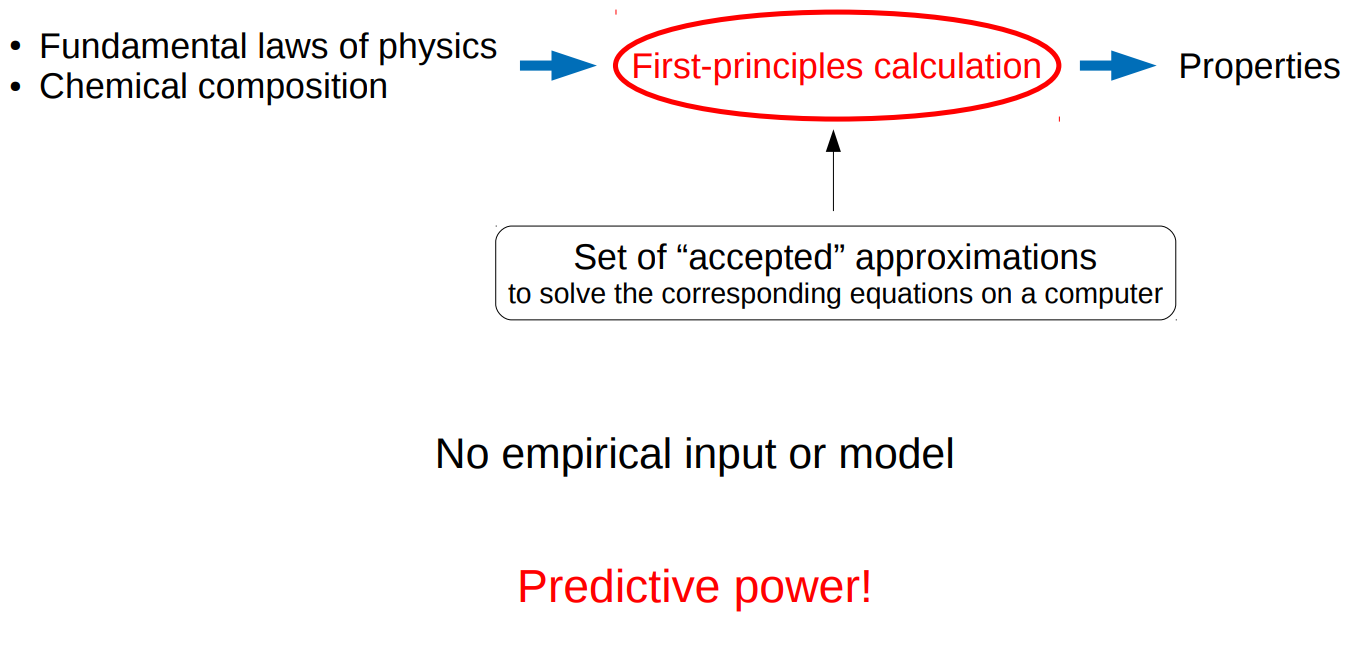 • Fundamental laws of physics
• Chemical composition
First-principles calculation
Properties
Set of “accepted” approximations
to solve the corresponding equations on a computer
No empirical input or model
Predictive power!